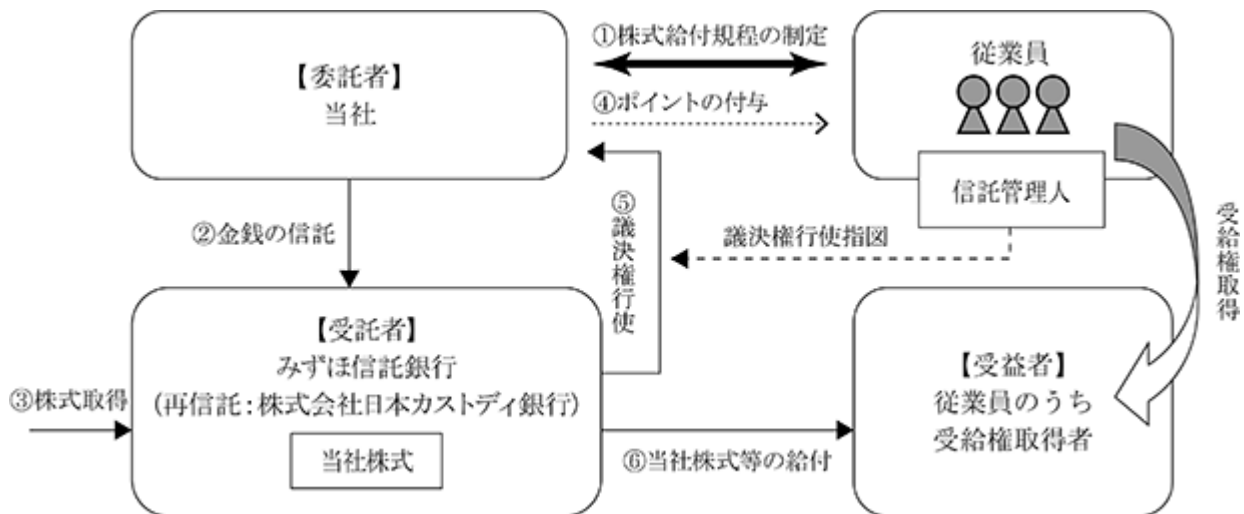 ①株式給付規程の制定
【委託者】
当社
従業員
④ポイントの付与
信託管理人
②金銭の信託
⑤議決権行使
議決権行使指図
受給権取得
【受託者】
みずほ信託銀行
(再信託:株式会社日本カストディ銀行)
当社株式
③株式取得
【受益者】
従業員のうち
受給権取得者
⑥当社株式等の給付